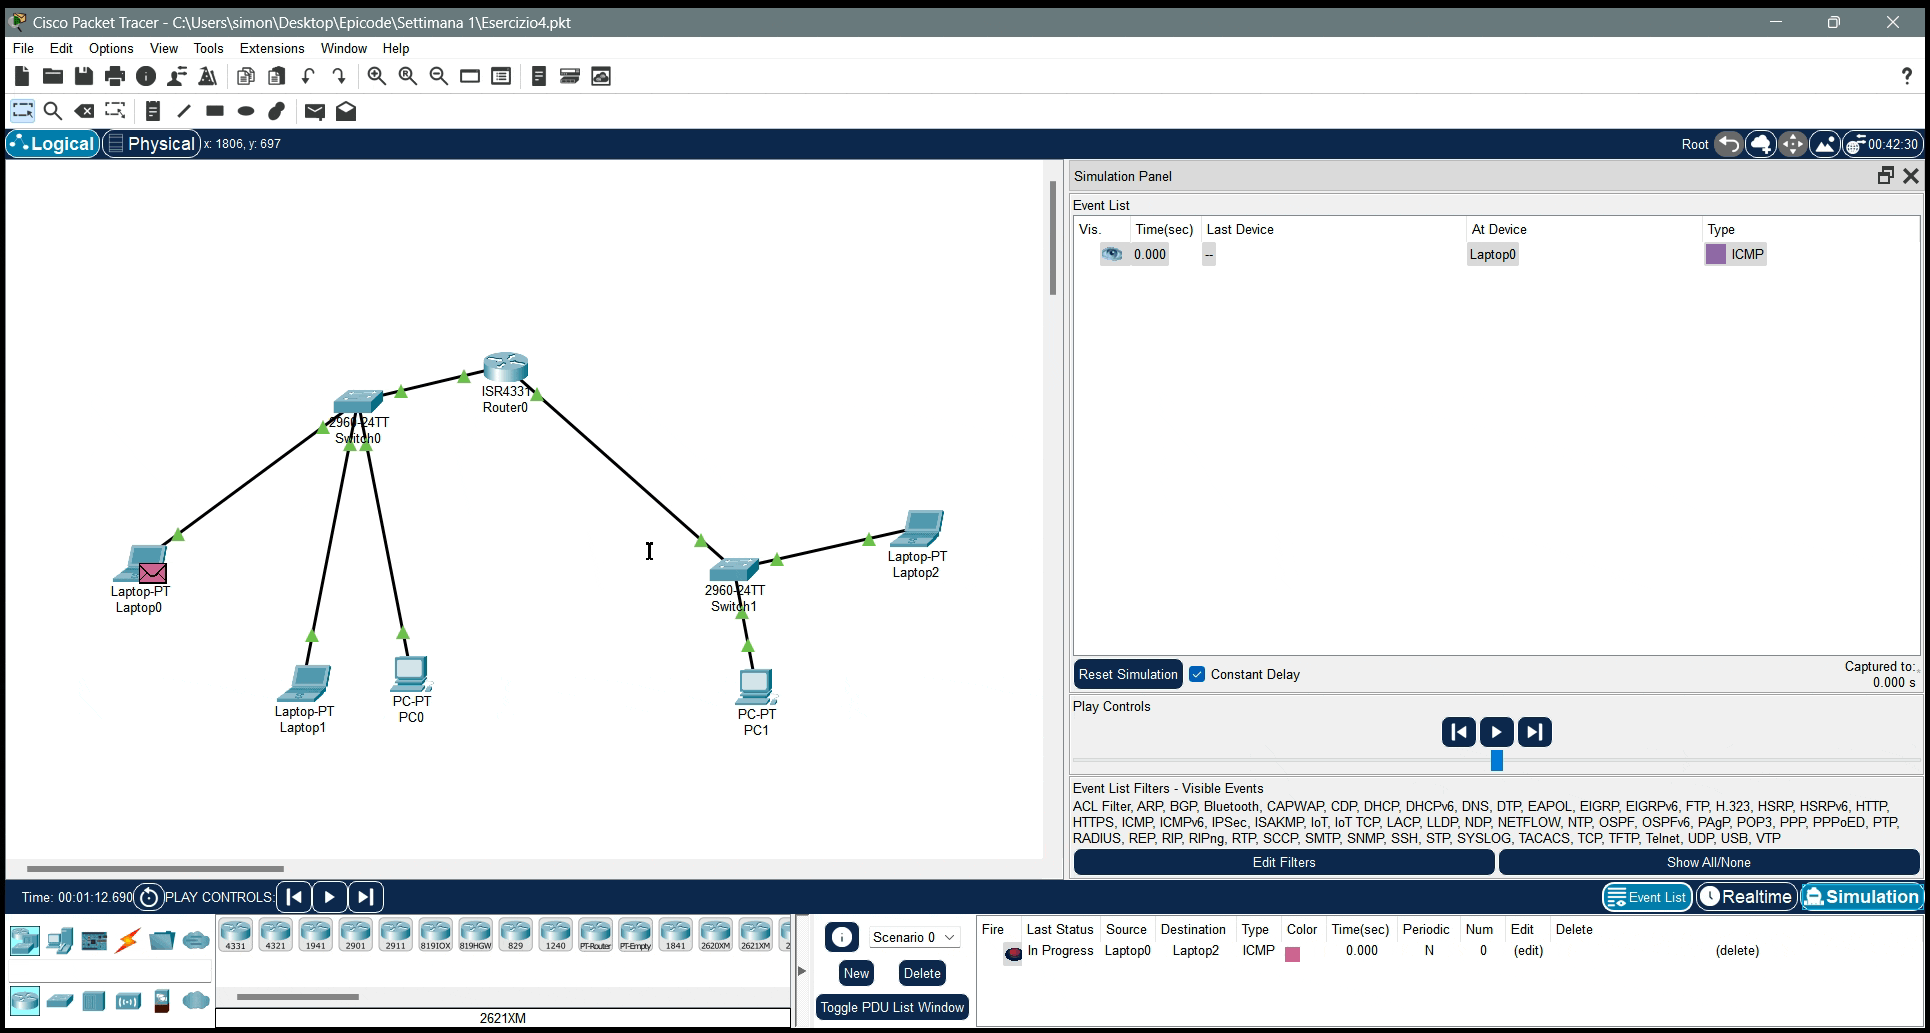 Cisco Packet Tracer - C:\Users\simon\Desktop\Epicode\Settimana 1\Esercizio4.pkt
File Edit Options View Tools Extensions Window Help
Logical Physical x: 1806, y: 697 Root 00:42:30
Simulation Panel
Event List
Vis. Time(sec) Last Device At Device Type
0.000 -- Laptop0 ICMP
ISR4331
Router0
2960-24TT
Switch0
Laptop-PT
Laptop2
Laptop-PT
Laptop0
2960-24TT
Switch1
Laptop-PT
Laptop1
PC-PT
PC0
PC-PT
PC1
Reset Simulation Constant Delay Captured to:
0.000 s
Play Controls
Event List Filters - Visible Events
ACL Filter, ARP, BGP, Bluetooth, CAPWAP, CDP, DHCP, DHCPv6, DNS, DTP, EAPOL, EIGRP, EIGRPv6, FTP, H.323, HSRP, HSRPv6, HTTP,
HTTPS, ICMP, ICMPv6, IPSec, ISAKMP, IoT, IoT TCP, LACP, LLDP, NDP, NETFLOW, NTP, OSPF, OSPFv6, PAgP, POP3, PPP, PPPoED, PTP,
RADIUS, REP, RIP, RIPng, RTP, SCCP, SMTP, SNMP, SSH, STP, SYSLOG, TACACS, TCP, TFTP, Telnet, UDP, USB, VTP
Edit Filters Show All/None
Time: 00:01:12.690 PLAY CONTROLS: Event List Realtime Simulation
4331 4321 1941 2901 2911 819IOX 819HGW 829 1240 PT-Router PT-Empty 1841 2620XM 2621XM 2
2621XM
Scenario 0
New Delete
Toggle PDU List Window
Fire Last Status Source Destination Type Color Time(sec) Periodic Num Edit Delete
In Progress Laptop0 Laptop2 ICMP 0.000 N 0 (edit) (delete)